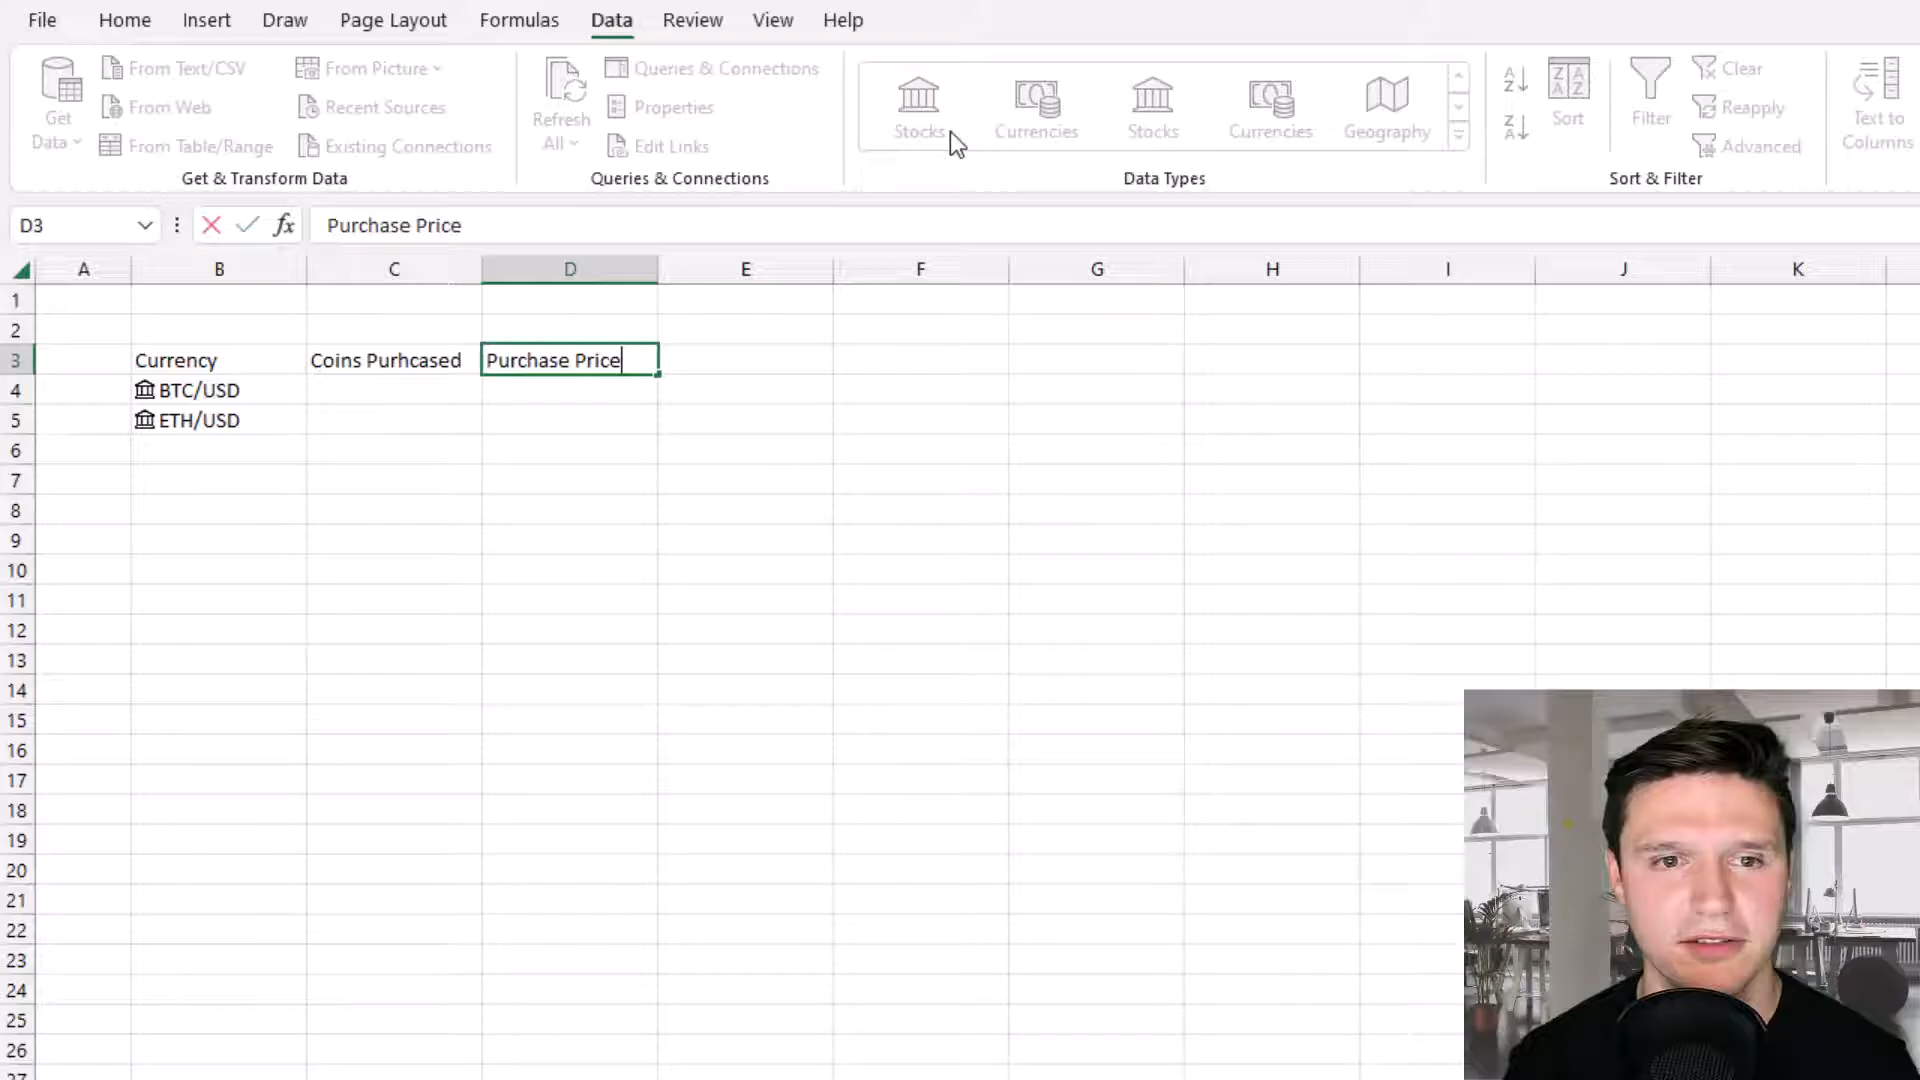 File Home Insert Draw Page Layout Formulas Data Review View Help
Get Data
From Text/CSV
From Web
From Table/Range
From Picture
Recent Sources
Existing Connections
Get & Transform Data
Refresh All
Queries & Connections
Properties
Edit Links
Queries & Connections
Stocks Currencies Stocks Currencies Geography
Data Types
Sort
Filter
Clear
Reapply
Advanced
Sort & Filter
Text to Columns
D3 fx Purchase Price
A B C D E F G H I J K
1
2
3 Currency Coins Purhcased Purchase Price
4 BTC/USD
5 ETH/USD
6
7
8
9
10
11
12
13
14
15
16
17
18
19
20
21
22
23
24
25
26
27